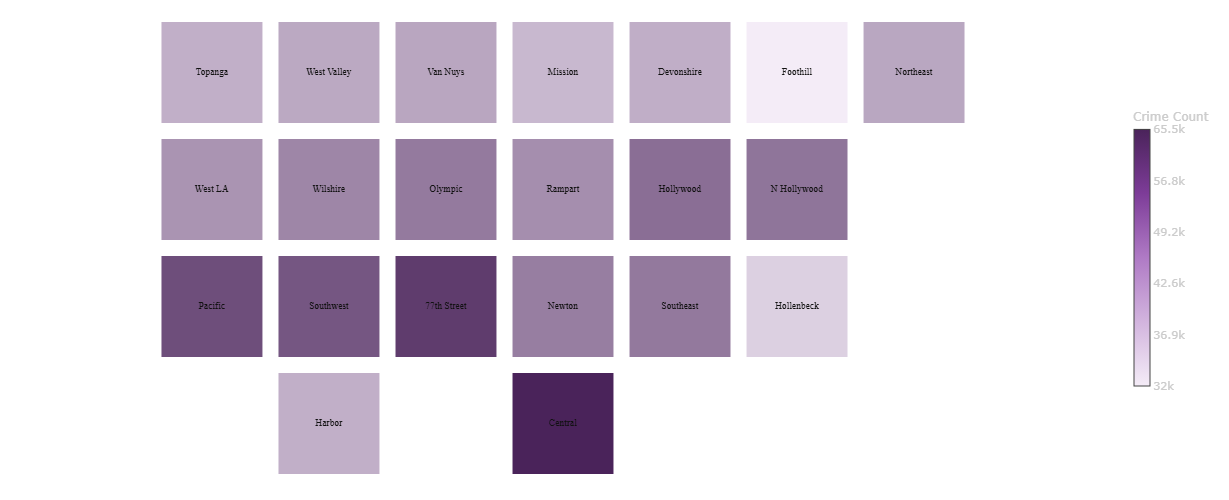 Topanga
West Valley
Van Nuys
Mission
Devonshire
Foothill
Northeast
West LA
Wilshire
Olympic
Rampart
Hollywood
N Hollywood
Pacific
Southwest
77th Street
Newton
Southeast
Hollenbeck
Harbor
Central
Crime Count
65.5k
56.8k
49.2k
42.6k
36.9k
32k